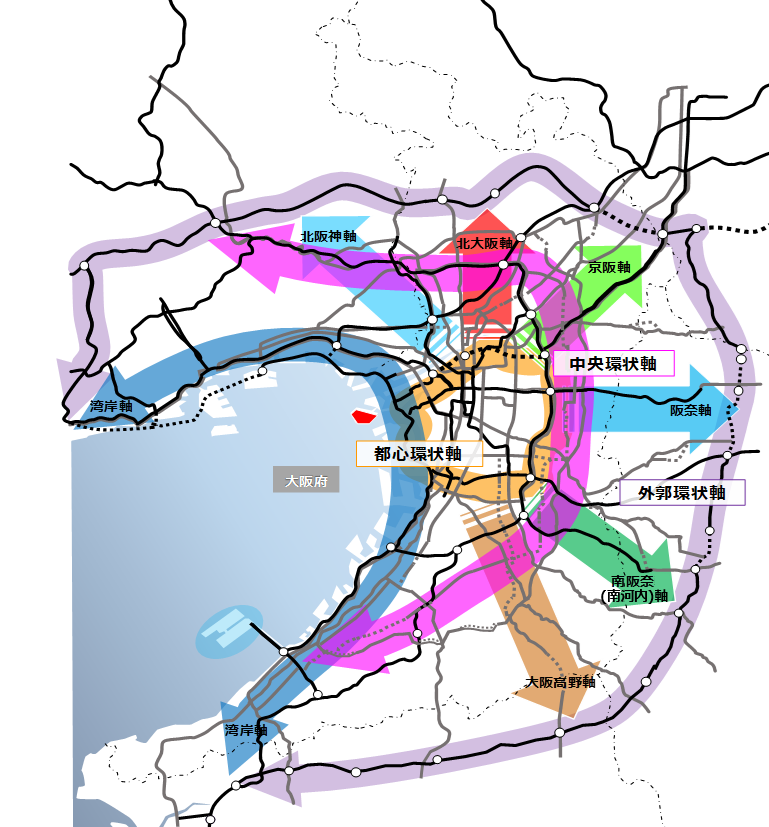 北阪神軸
北大阪軸
京阪軸
中央環状軸
湾岸軸
阪奈軸
都心環状軸
大阪府
外郭環状軸
南阪奈
(南河内)軸
大阪高野軸
湾岸軸